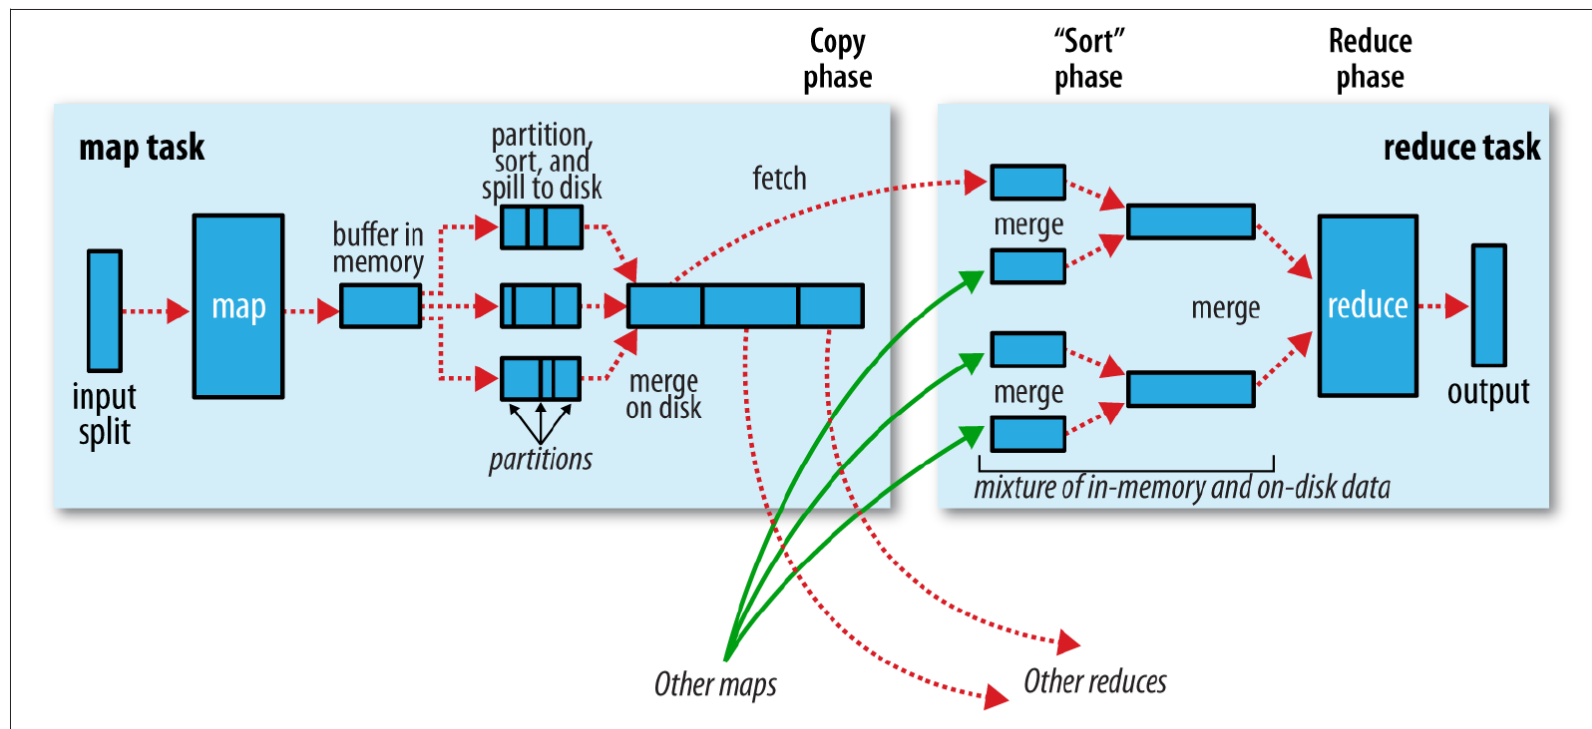 Copy
phase
“Sort”
phase
Reduce
phase
map task
reduce task
partition,
sort, and
spill to disk
fetch
buffer in
memory
map
input
split
merge
on disk
partitions
merge
merge
merge
reduce
output
mixture of in-memory and on-disk data
Other maps
Other reduces